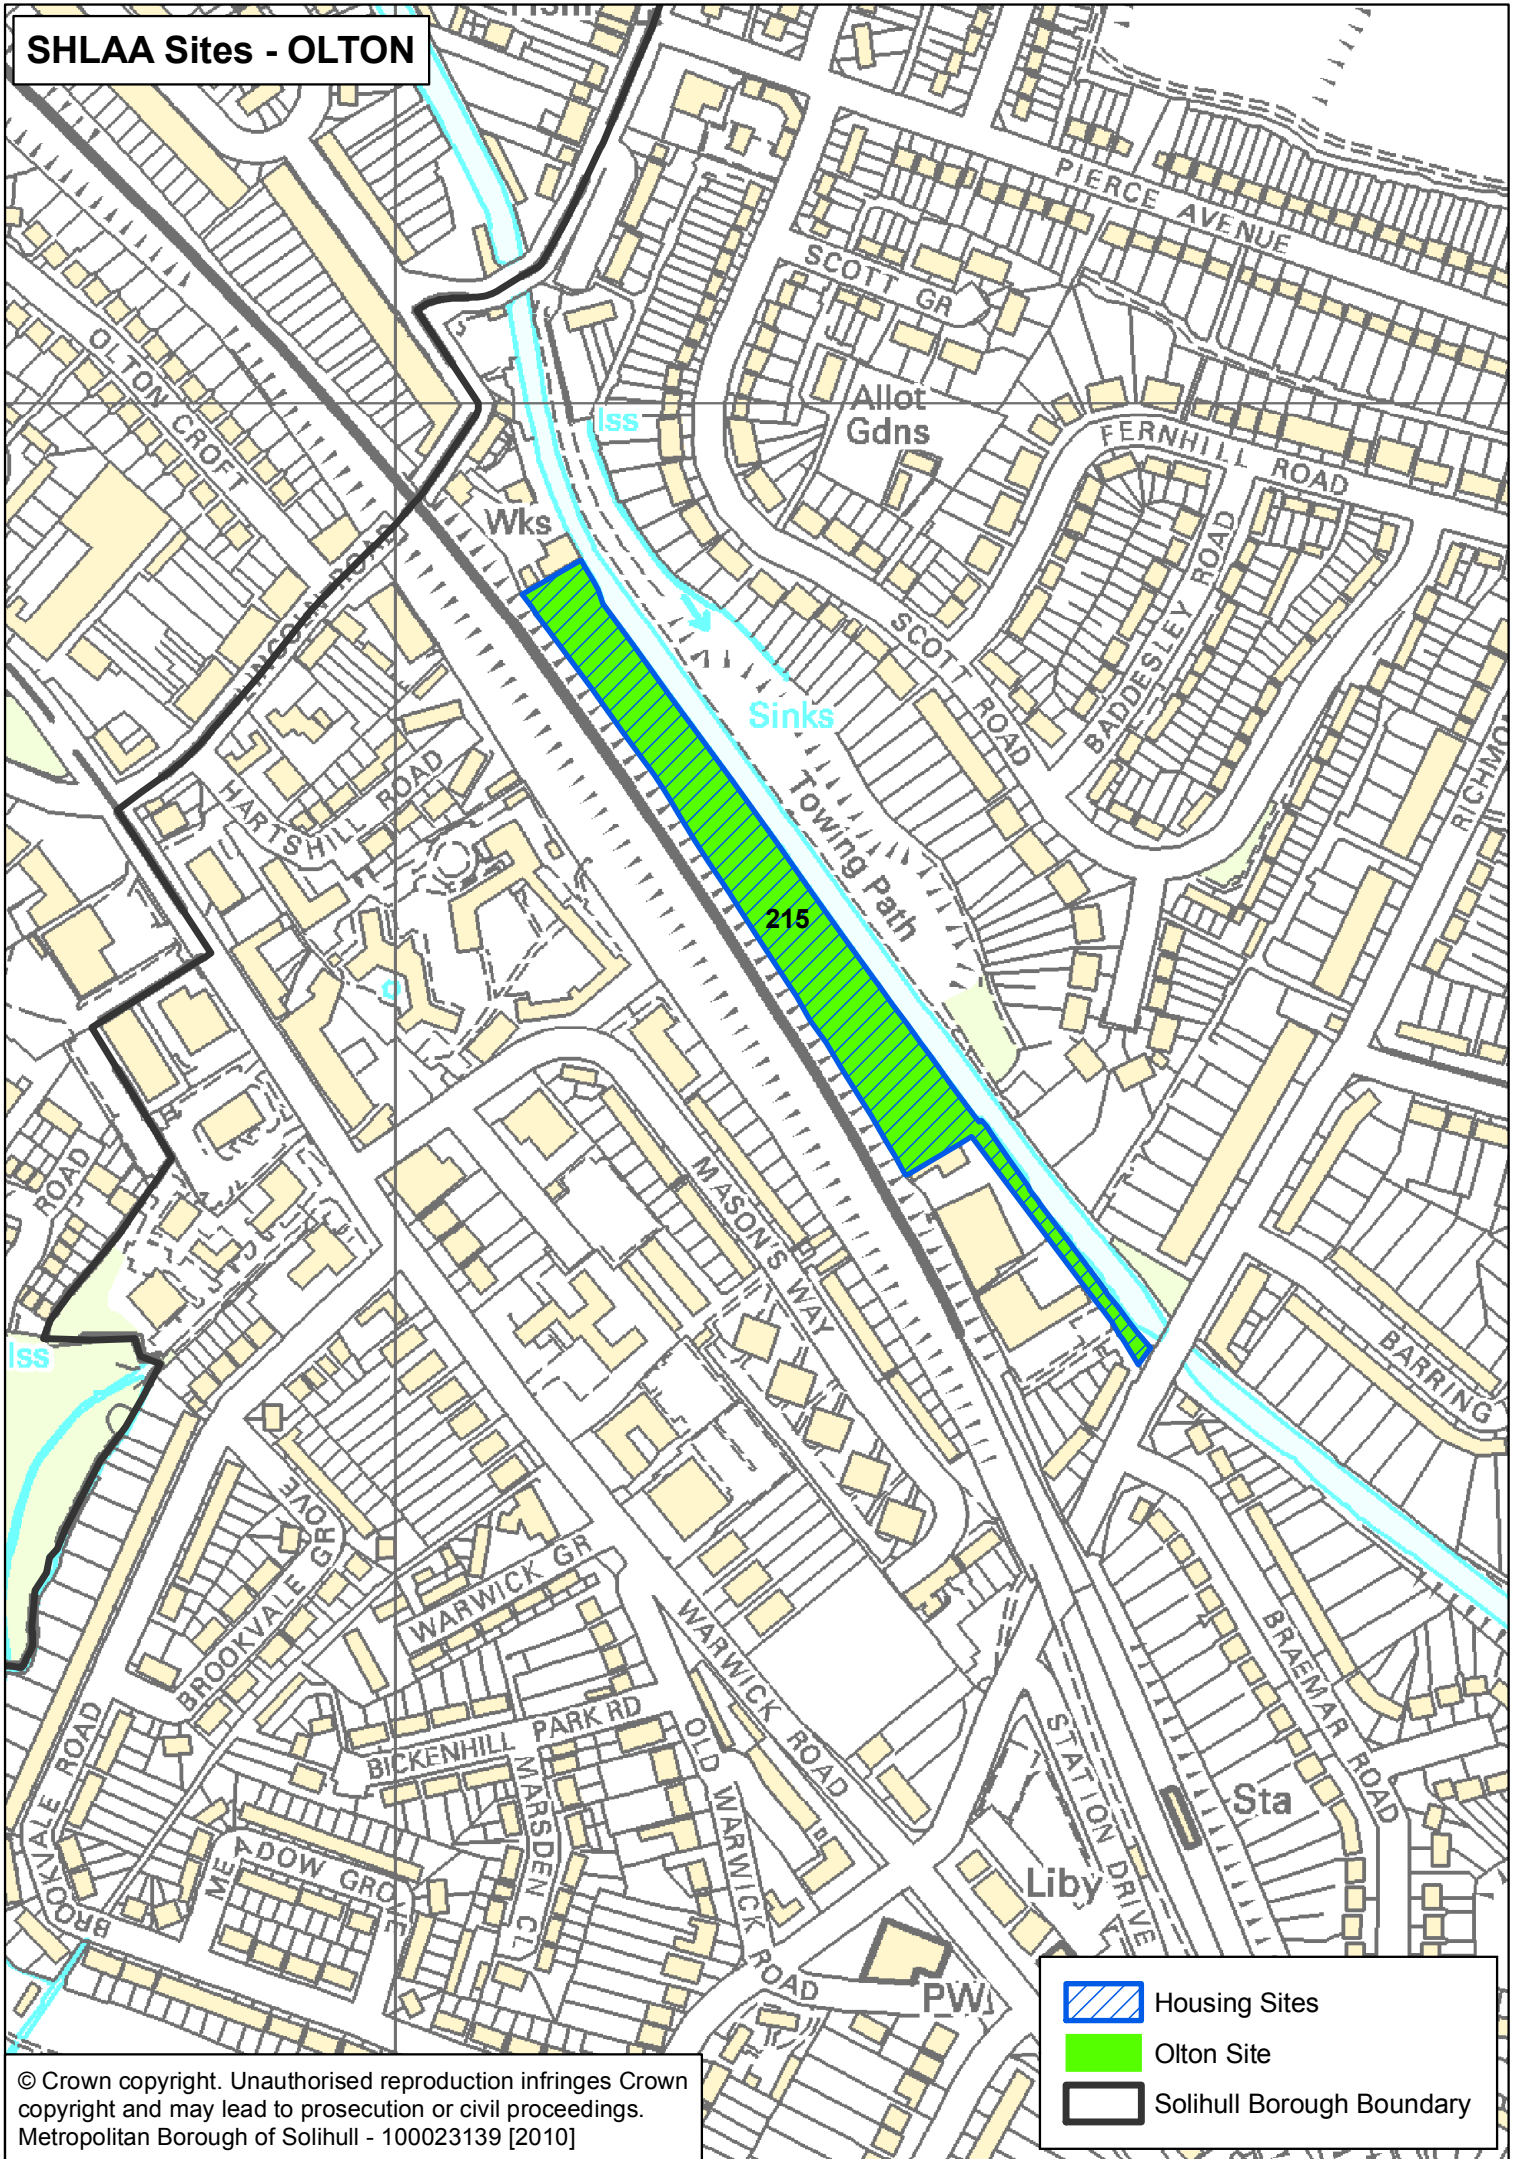 SHLAA Sites - OLTON
PIERCE AVENUE
SCOTT GR
OLTON CROFT
Allot
Gdns
Iss
FERNHILL ROAD
Wks
LINCOLN ROAD
BADDESLEY ROAD
SCOTT ROAD
Sinks
HARTSHILL ROAD
Towing Path
RICHMO
215
ROAD
MASON'S WAY
Iss
BARRING
BROOKVALE GROVE
WARWICK GR
WARWICK ROAD
BRAEMAR ROAD
BICKENHILL PARK RD
OLD WARWICK ROAD
STATION DRIVE
MARSDEN CL
BROOKVALE ROAD
Sta
MEADOW GROVE
Liby
PW
Housing Sites
Olton Site
Solihull Borough Boundary
© Crown copyright. Unauthorised reproduction infringes Crown
copyright and may lead to prosecution or civil proceedings.
Metropolitan Borough of Solihull - 100023139 [2010]